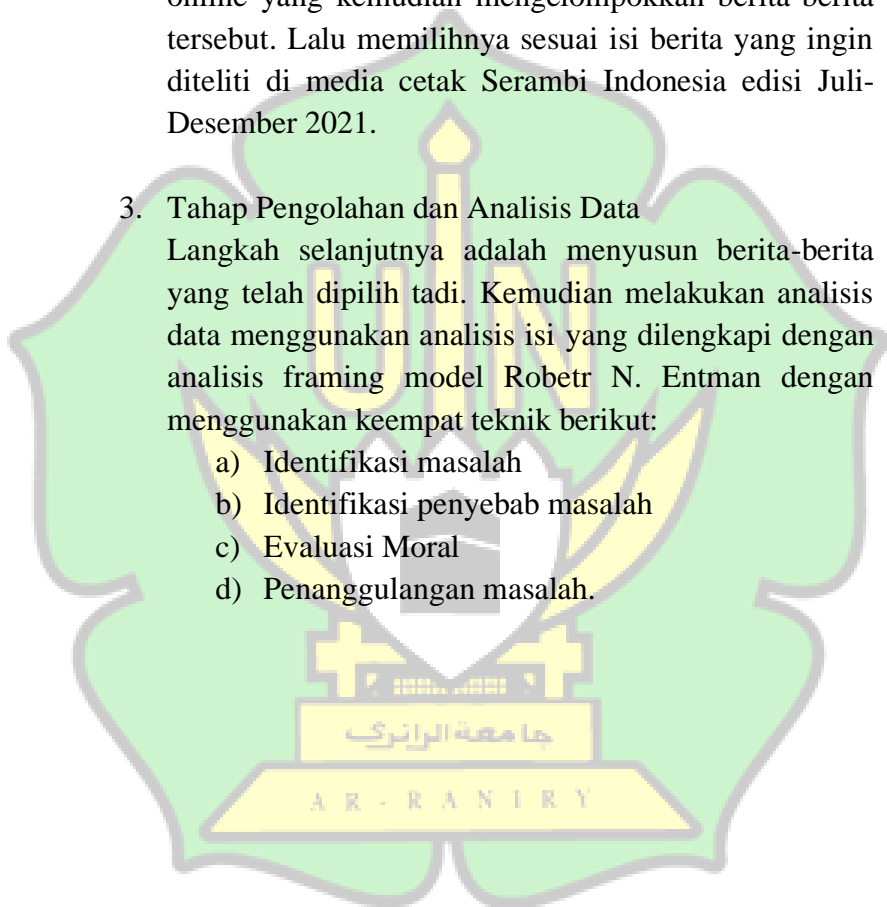 online yang kemudian mengelompokkan berita-berita
tersebut. Lalu memilihnya sesuai isi berita yang ingin
diteliti di media cetak Serambi Indonesia edisi Juli-
Desember 2021.
3. Tahap Pengolahan dan Analisis Data
Langkah selanjutnya adalah menyusun berita-berita
yang telah dipilih tadi. Kemudian melakukan analisis
data menggunakan analisis isi yang dilengkapi dengan
analisis framing model Robetr N. Entman dengan
menggunakan keempat teknik berikut:
a) Identifikasi masalah
b) Identifikasi penyebab masalah
c) Evaluasi Moral
d) Penanggulangan masalah.
UIN
جامعة الرانري
AR-RANIRY